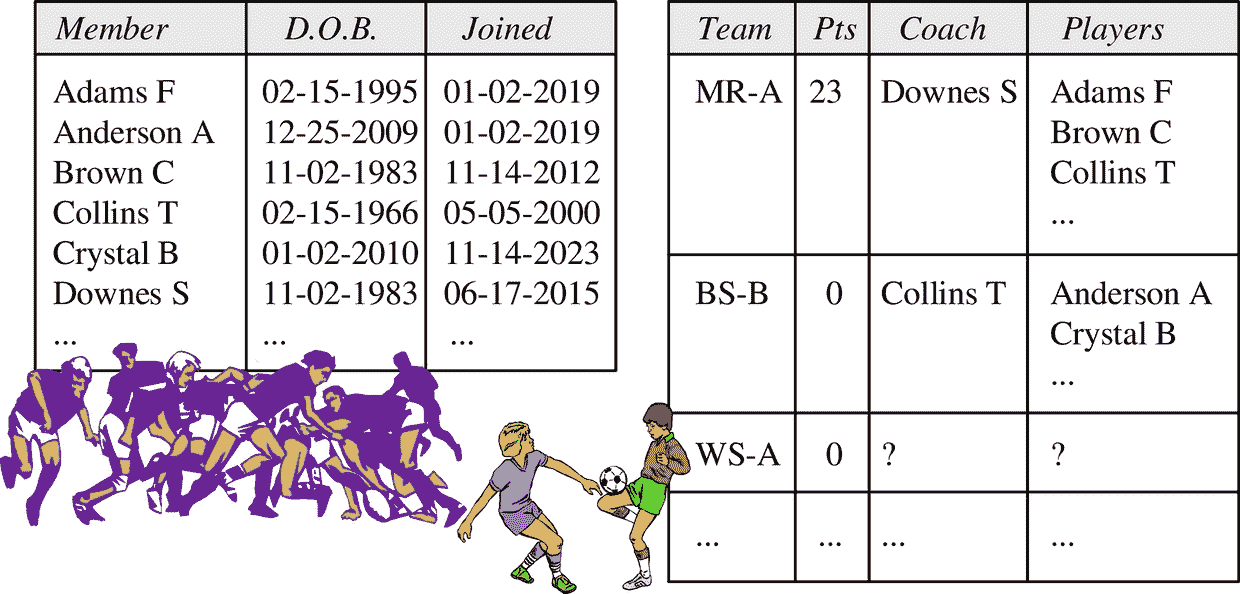 Member D.O.B. Joined
Adams F 02-15-1995 01-02-2019
Anderson A 12-25-2009 01-02-2019
Brown C 11-02-1983 11-14-2012
Collins T 02-15-1966 05-05-2000
Crystal B 01-02-2010 11-14-2023
Downes S 11-02-1983 06-17-2015
... ... ...
Team Pts Coach Players
MR-A 23 Downes S Adams F
Brown C
Collins T
...
BS-B 0 Collins T Anderson A
Crystal B
...
WS-A 0 ? ?
... ... ... ...